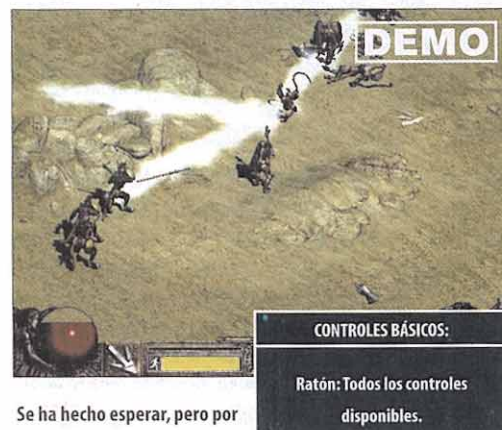 DEMO
CONTROLES BÁSICOS:
Ratón: Todos los controles
disponibles.
Se ha hecho esperar, pero por